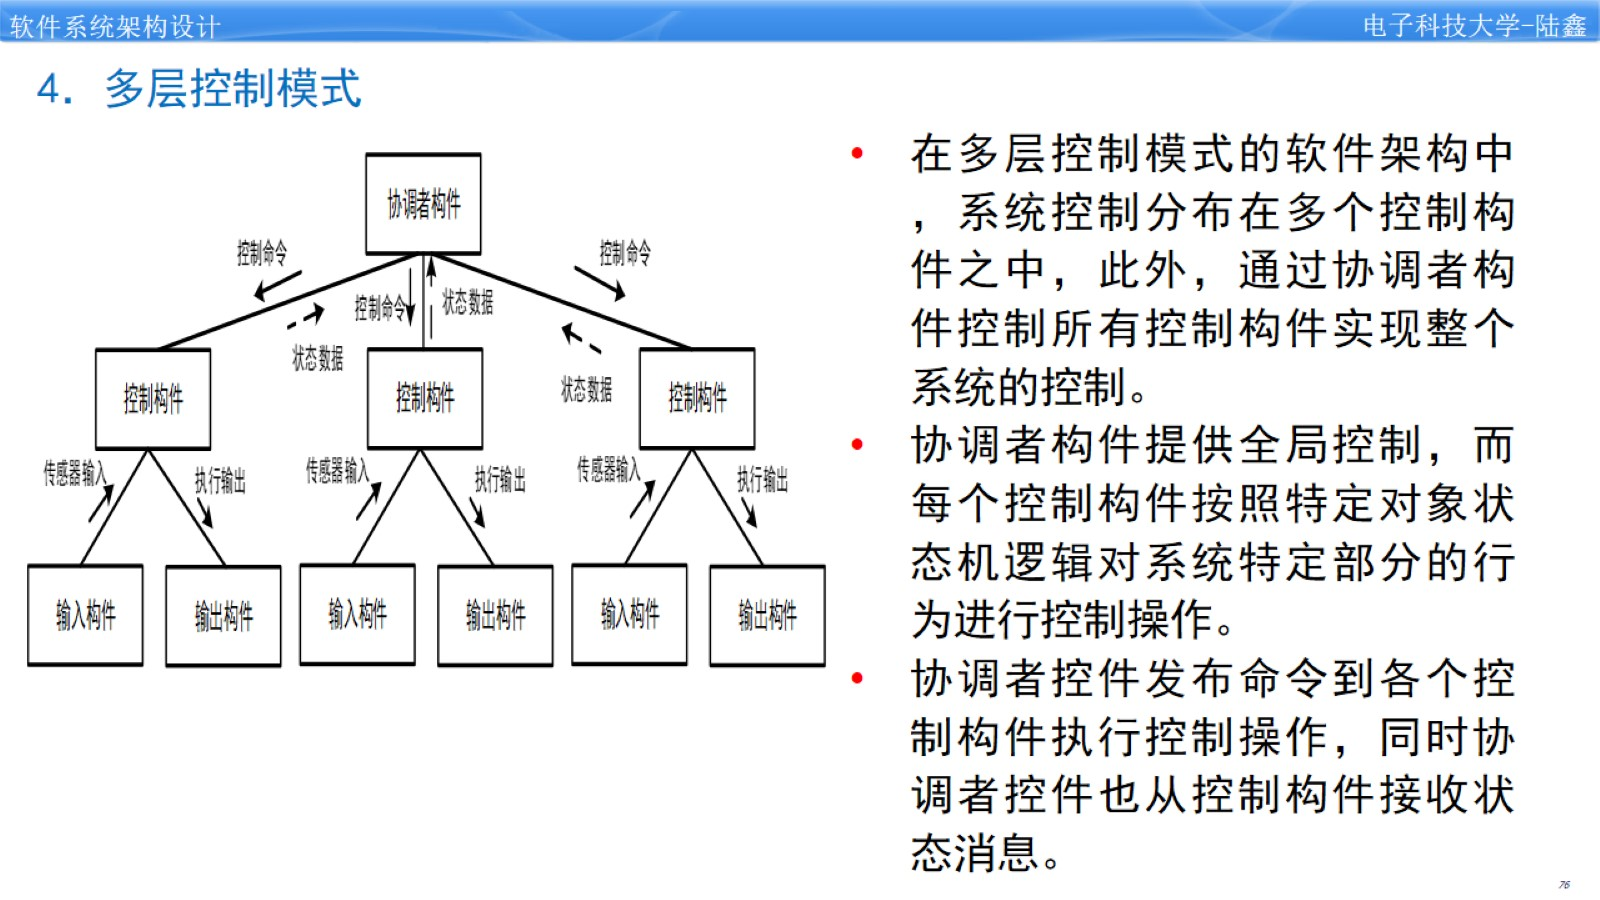 软件系统架构设计
电子科技大学-陆鑫
4. 多层控制模式
协调者构件
控制命令
控制命令
控制命令
状态数据
状态数据
状态数据
控制构件
控制构件
控制构件
传感器输入
执行输出
传感器输入
执行输出
传感器输入
执行输出
输入构件
输出构件
输入构件
输出构件
输入构件
输出构件
• 在多层控制模式的软件架构中
，系统控制分布在多个控制构
件之中，此外，通过协调者构
件控制所有控制构件实现整个
系统的控制。
• 协调者构件提供全局控制，而
每个控制构件按照特定对象状
态机逻辑对系统特定部分的行
为进行控制操作。
• 协调者控件发布命令到各个控
制构件执行控制操作，同时协
调者控件也从控制构件接收状
态消息。
76